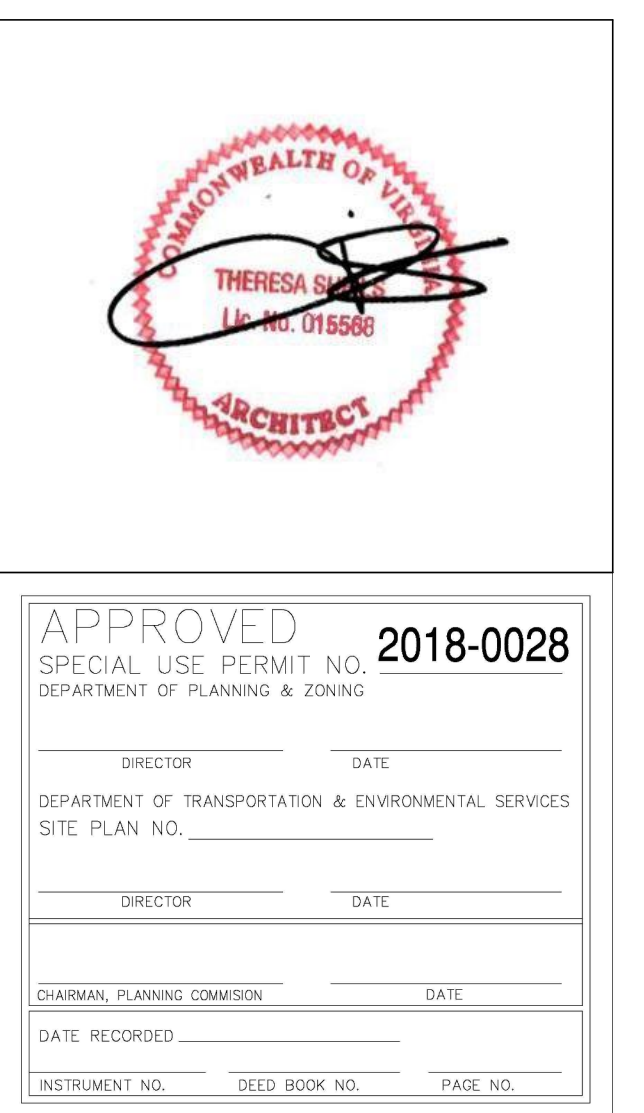 COMMONWEALTH OF VIRGINIA
THERESA
Lic. No. 015568
ARCHITECT
APPROVED
SPECIAL USE PERMIT NO. 2018-0028
DEPARTMENT OF PLANNING & ZONING
DIRECTOR DATE
DEPARTMENT OF TRANSPORTATION & ENVIRONMENTAL SERVICES
SITE PLAN NO.
DIRECTOR DATE
CHAIRMAN, PLANNING COMMISION DATE
DATE RECORDED
INSTRUMENT NO. DEED BOOK NO. PAGE NO.